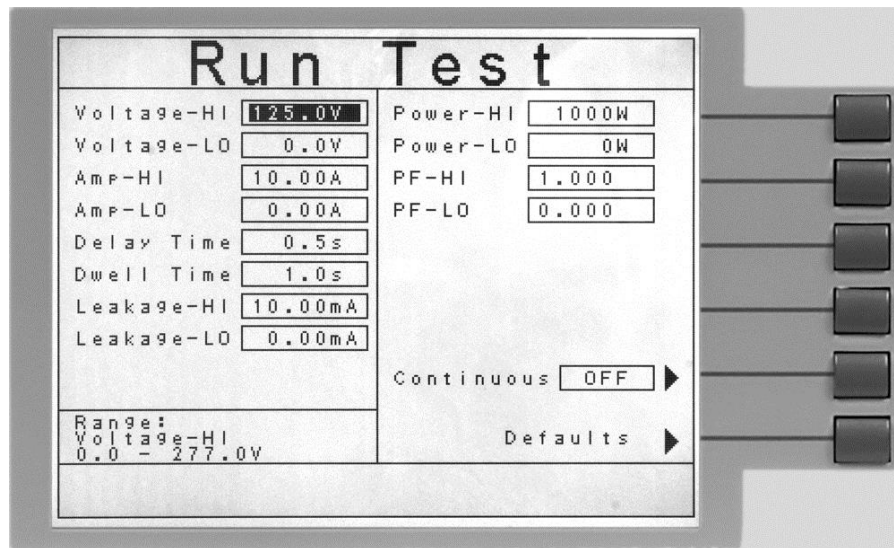 Run Test
Voltage-HI 125.0V
Voltage-LO 0.0V
Amp-HI 10.00A
Amp-LO 0.00A
Delay Time 0.5s
Dwell Time 1.0s
Leakage-HI 10.00mA
Leakage-LO 0.00mA
Range:
Voltage-HI
0.0 - 277.0V
Power-HI 1000W
Power-LO 0W
PF-HI 1.000
PF-LO 0.000
Continuous OFF
Defaults